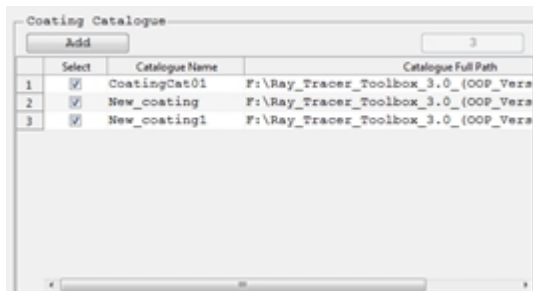 Coating Catalogue
Add 3
Select Catalogue Name Catalogue Full Path
1 CoatingCat01 F:\Ray_Tracer_Toolbox_3.0_(OOP_Vers
2 New_coating F:\Ray_Tracer_Toolbox_3.0_(OOP_Vers
3 New_coating1 F:\Ray_Tracer_Toolbox_3.0_(OOP_Vers